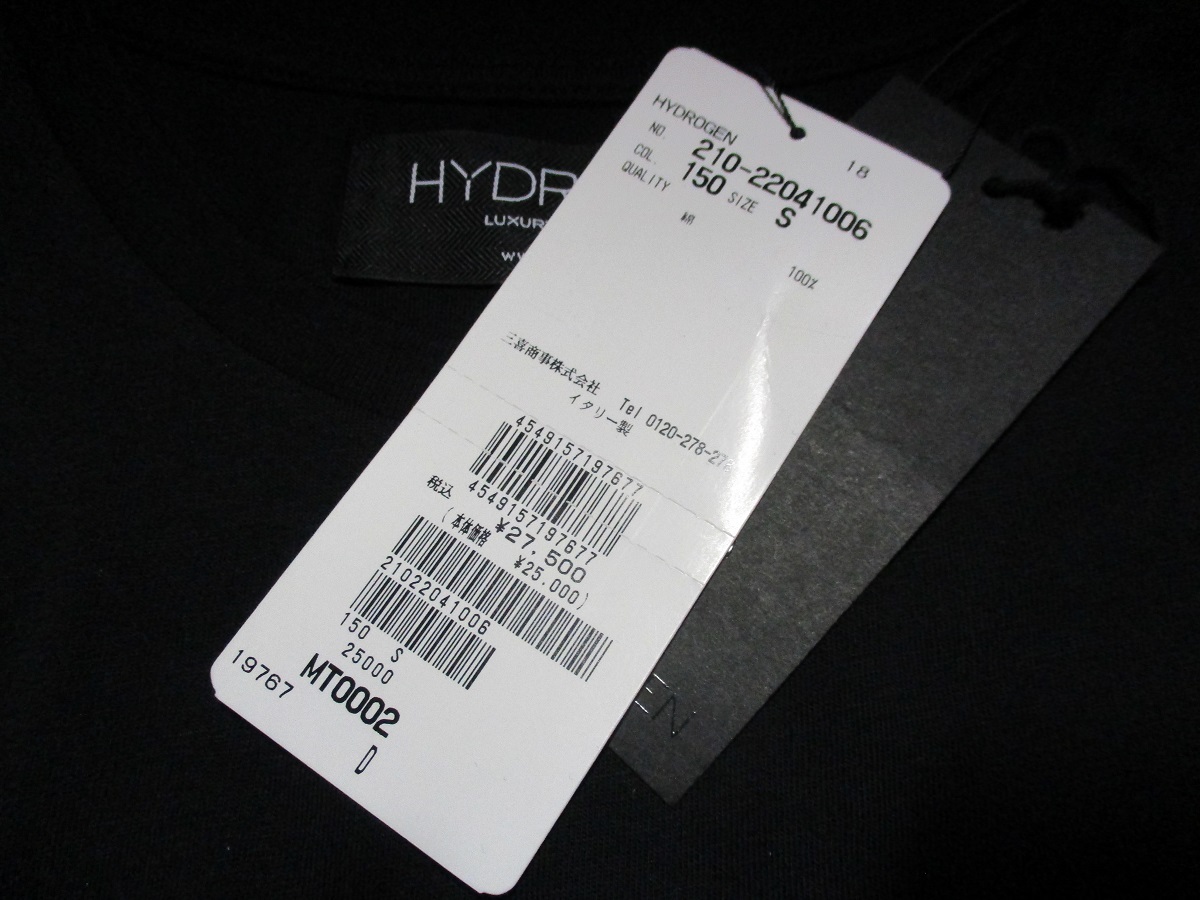 HYDR
LUXUR
HYDROGEN 18
NO. 210-22041006
COL. 150 SIZE S
QUALITY
綿 100%
三喜商事株式会社 Tel 0120-278-27
イタリー製
4549157197677
4549157197677
税込 ¥27,500
(本体価格 ¥25.000)
21022041006
150 S
25000
19767 MT0002
D
EN